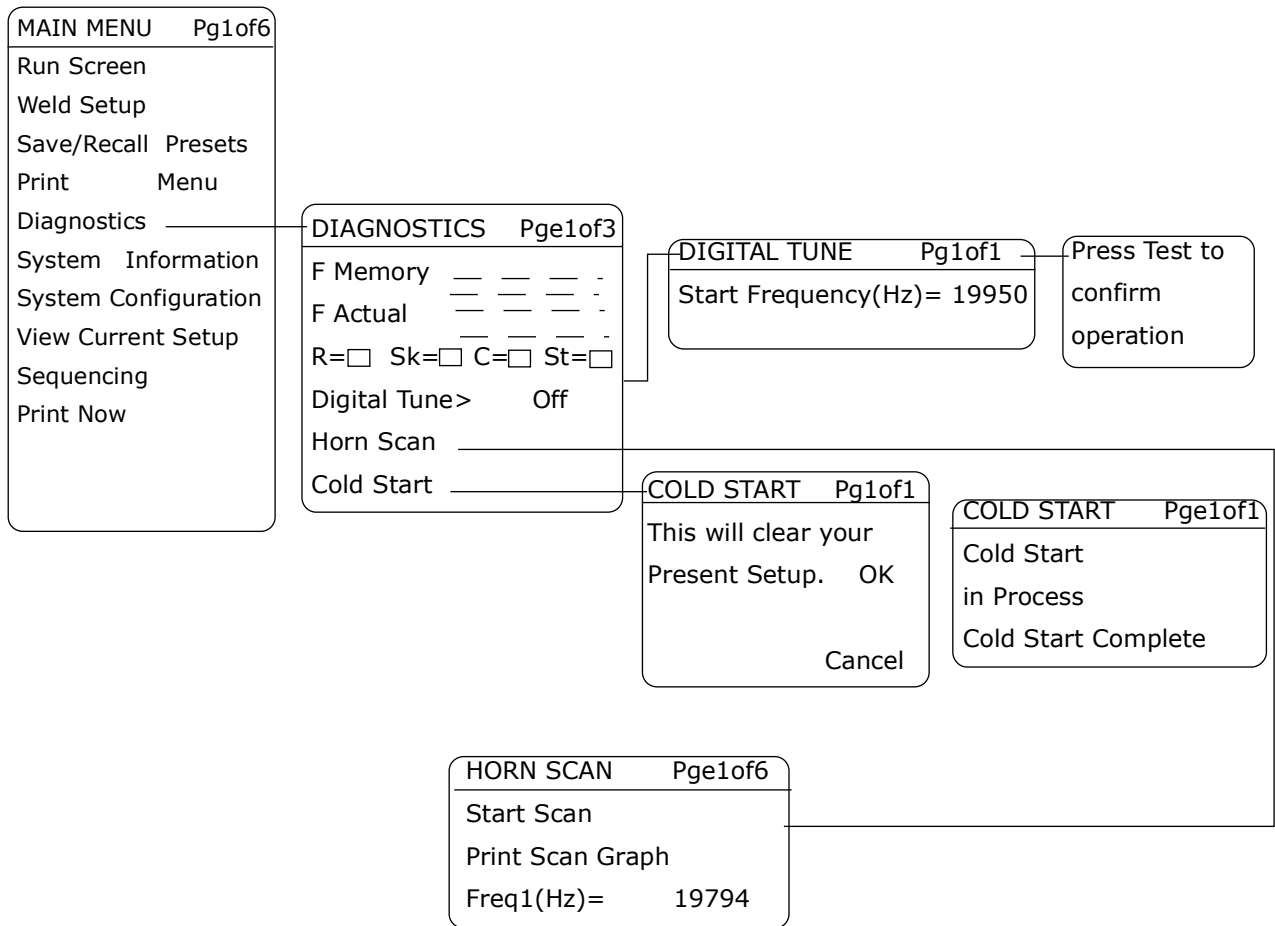 MAIN MENU Pg1of6
Run Screen
Weld Setup
Save/Recall Presets
Print Menu
Diagnostics
System Information
System Configuration
View Current Setup
Sequencing
Print Now
DIAGNOSTICS Pge1of3
F Memory
F Actual
R=□ Sk=□ C=□ St=□
Digital Tune> Off
Horn Scan
Cold Start
DIGITAL TUNE Pg1of1
Start Frequency(Hz)= 19950
Press Test to
confirm
operation
COLD START Pg1of1
This will clear your
Present Setup. OK
Cancel
COLD START Pge1of1
Cold Start
in Process
Cold Start Complete
HORN SCAN Pge1of6
Start Scan
Print Scan Graph
Freq1(Hz)= 19794